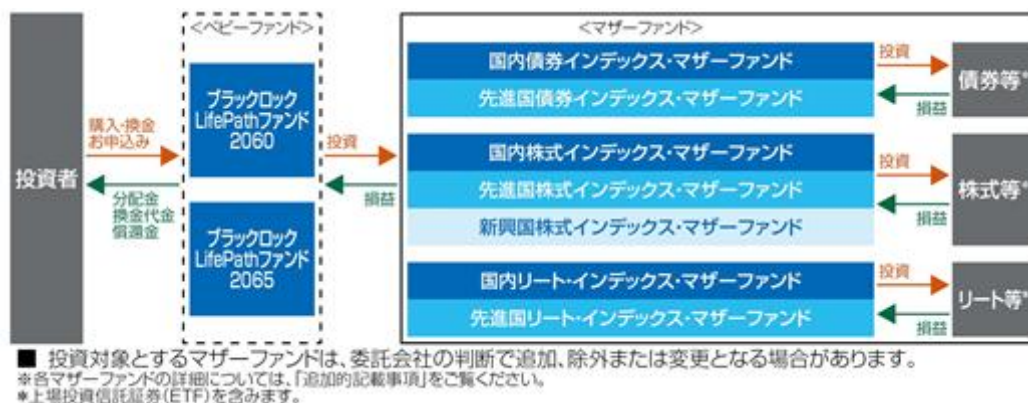 <ベビーファンド>
<マザーファンド>
投資者
購入・換金
お申込み
分配金
換金代金
償還金
ブラックロック
LifePathファンド
2060
ブラックロック
LifePathファンド
2065
投資
損益
国内債券インデックス・マザーファンド
先進国債券インデックス・マザーファンド
投資
損益
債券等*
国内株式インデックス・マザーファンド
先進国株式インデックス・マザーファンド
新興国株式インデックス・マザーファンド
投資
損益
株式等*
国内リート・インデックス・マザーファンド
先進国リート・インデックス・マザーファンド
投資
損益
リート等*
■ 投資対象とするマザーファンドは、委託会社の判断で追加、除外または変更となる場合があります。
※各マザーファンドの詳細については、「追加的記載事項」をご覧ください。
*上場投資信託証券(ETF)を含みます。